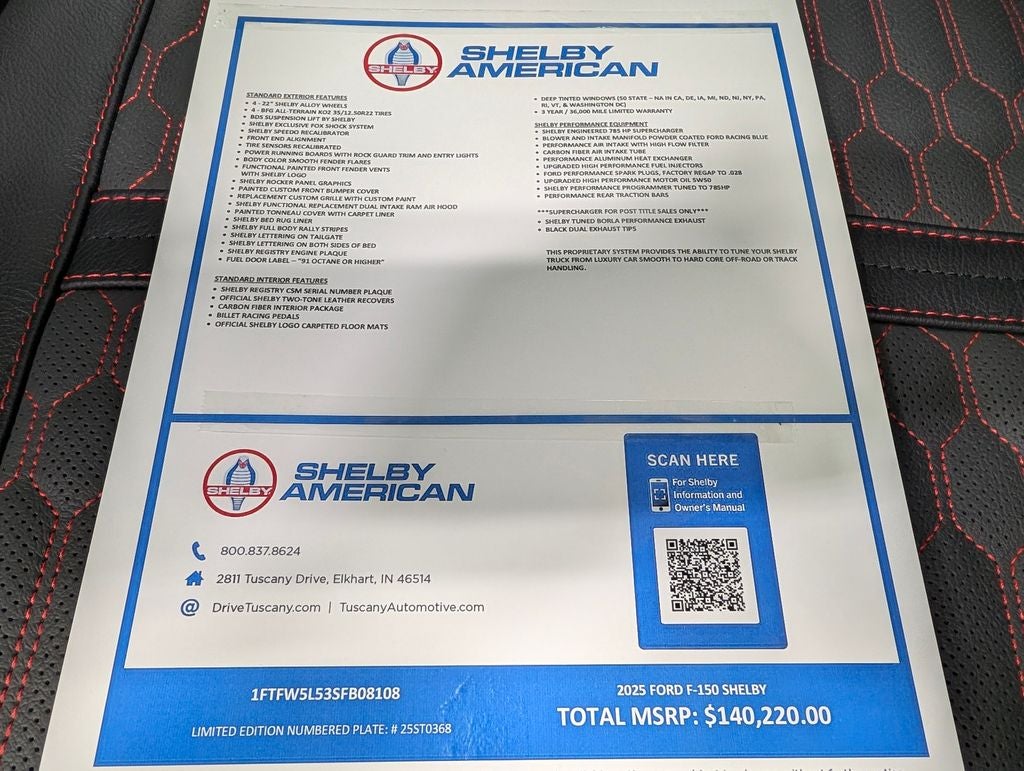 SHELBY
SHELBY
AMERICAN
STANDARD EXTERIOR FEATURES
• 4 - 22" SHELBY ALLOY WHEELS
• 4 - BFG ALL-TERRAIN KO2 35/12.50R22 TIRES
• BDS SUSPENSION LIFT BY SHELBY
• SHELBY EXCLUSIVE FOX SHOCK SYSTEM
• SHELBY SPEEDO RECALIBRATOR
• FRONT END ALIGNMENT
• TIRE SENSORS RECALIBRATED
• POWER RUNNING BOARDS WITH ROCK GUARD TRIM AND ENTRY LIGHTS
• BODY COLOR SMOOTH FENDER FLARES
• FUNCTIONAL PAINTED FRONT FENDER VENTS
WITH SHELBY LOGO
• SHELBY ROCKER PANEL GRAPHICS
• PAINTED CUSTOM FRONT BUMPER COVER
• REPLACEMENT CUSTOM GRILLE WITH CUSTOM PAINT
• SHELBY FUNCTIONAL REPLACEMENT DUAL INTAKE RAM AIR HOOD
• PAINTED TONNEAU COVER WITH CARPET LINER
• SHELBY BED RUG LINER
• SHELBY FULL BODY RALLY STRIPES
• SHELBY LETTERING ON TAILGATE
• SHELBY LETTERING ON BOTH SIDES OF BED
• SHELBY REGISTRY ENGINE PLAQUE
• FUEL DOOR LABEL – "91 OCTANE OR HIGHER"
STANDARD INTERIOR FEATURES
• SHELBY REGISTRY CSM SERIAL NUMBER PLAQUE
• OFFICIAL SHELBY TWO-TONE LEATHER RECOVERS
• CARBON FIBER INTERIOR PACKAGE
• BILLET RACING PEDALS
• OFFICIAL SHELBY LOGO CARPETED FLOOR MATS
• DEEP TINTED WINDOWS (50 STATE – NA IN CA, DE, IA, MI, ND, NJ, NY, PA,
RI, VT, & WASHINGTON DC)
• 3 YEAR / 36,000 MILE LIMITED WARRANTY
SHELBY PERFORMANCE EQUIPMENT
• SHELBY ENGINEERED 785 HP SUPERCHARGER
• BLOWER AND INTAKE MANIFOLD POWDER COATED FORD RACING BLUE
• PERFORMANCE AIR INTAKE WITH HIGH FLOW FILTER
• CARBON FIBER AIR INTAKE TUBE
• PERFORMANCE ALUMINUM HEAT EXCHANGER
• UPGRADED HIGH PERFORMANCE FUEL INJECTORS
• FORD PERFORMANCE SPARK PLUGS, FACTORY REGAP TO .028
• UPGRADED HIGH PERFORMANCE MOTOR OIL 5W50
• SHELBY PERFORMANCE PROGRAMMER TUNED TO 785HP
• PERFORMANCE REAR TRACTION BARS
***SUPERCHARGER FOR POST TITLE SALES ONLY***
• SHELBY TUNED BORLA PERFORMANCE EXHAUST
• BLACK DUAL EXHAUST TIPS
THIS PROPRIETARY SYSTEM PROVIDES THE ABILITY TO TUNE YOUR SHELBY
TRUCK FROM LUXURY CAR SMOOTH TO HARD CORE OFF-ROAD OR TRACK
HANDLING.
SHELBY
SHELBY
AMERICAN
800.837.8624
2811 Tuscany Drive, Elkhart, IN 46514
@ DriveTuscany.com | TuscanyAutomotive.com
SCAN HERE
For Shelby
Information and
Owner's Manual
1FTFW5L53SFB08108
LIMITED EDITION NUMBERED PLATE: # 25ST0368
2025 FORD F-150 SHELBY
TOTAL MSRP: $140,220.00